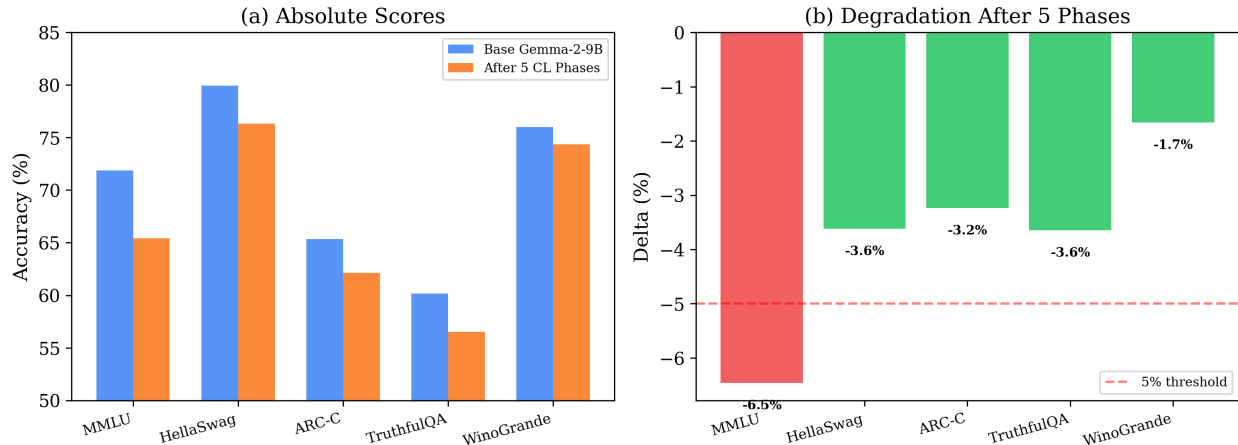 (a) Absolute Scores
Accuracy (%)
85
80
75
70
65
60
55
50
Base Gemma-2-9B
After 5 CL Phases
MMLU
HellaSwag
ARC-C
TruthfulQA
WinoGrande
(b) Degradation After 5 Phases
Delta (%)
0
−1
−2
−3
−4
−5
−6
-6.5%
-3.6%
-3.2%
-3.6%
-1.7%
5% threshold
MMLU
HellaSwag
ARC-C
TruthfulQA
WinoGrande